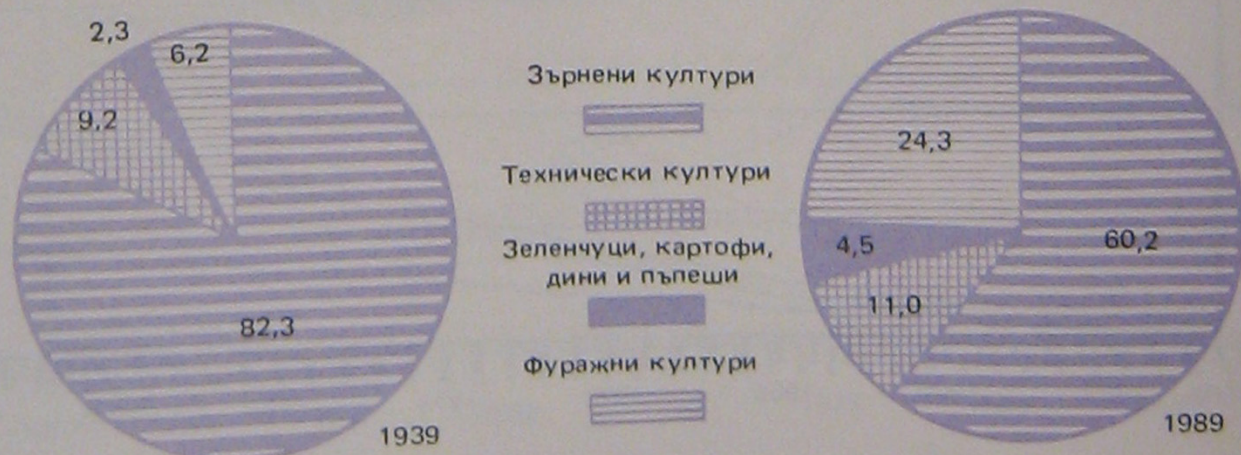 2,3
6,2
9,2
82,3
1939
Зърнени култури
Технически култури
Зеленчуци, картофи,
дини и пъпеши
Фуражни култури
24,3
4,5
60,2
11,0
1989